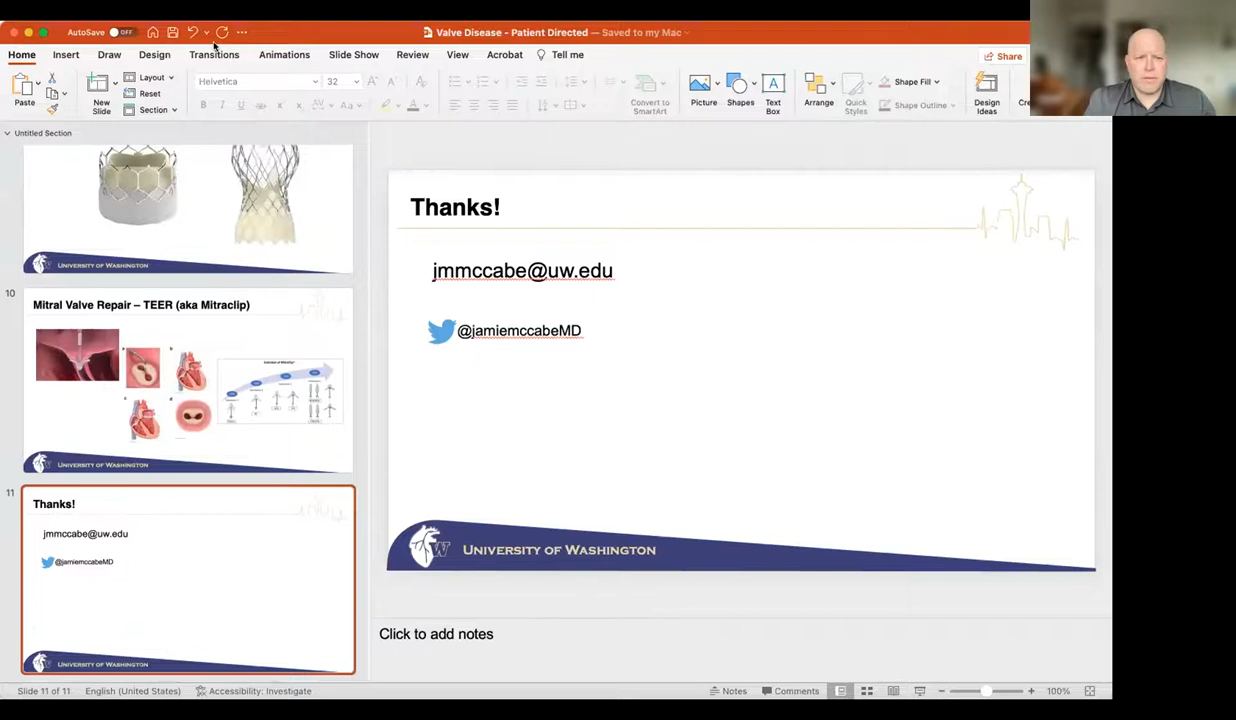 AutoSave OFF
Valve Disease - Patient Directed — Saved to my Mac
Home Insert Draw Design Transitions Animations Slide Show Review View Acrobat Tell me
Share
Paste
New
Slide
Layout
Reset
Section
Helvetica 32
Convert to
SmartArt
Picture
Shapes
Text
Box
Arrange
Quick
Styles
Shape Fill
Shape Outline
Design
Ideas
Untitled Section
UNIVERSITY OF WASHINGTON
10
Mitral Valve Repair – TEER (aka Mitraclip)
UNIVERSITY OF WASHINGTON
11
Thanks!
jmmccabe@uw.edu
@jamiemccabeMD
UNIVERSITY OF WASHINGTON
Thanks!
jmmccabe@uw.edu
@jamiemccabeMD
W
UNIVERSITY OF WASHINGTON
Click to add notes
Slide 11 of 11 English (United States) Accessibility: Investigate Notes Comments 100%